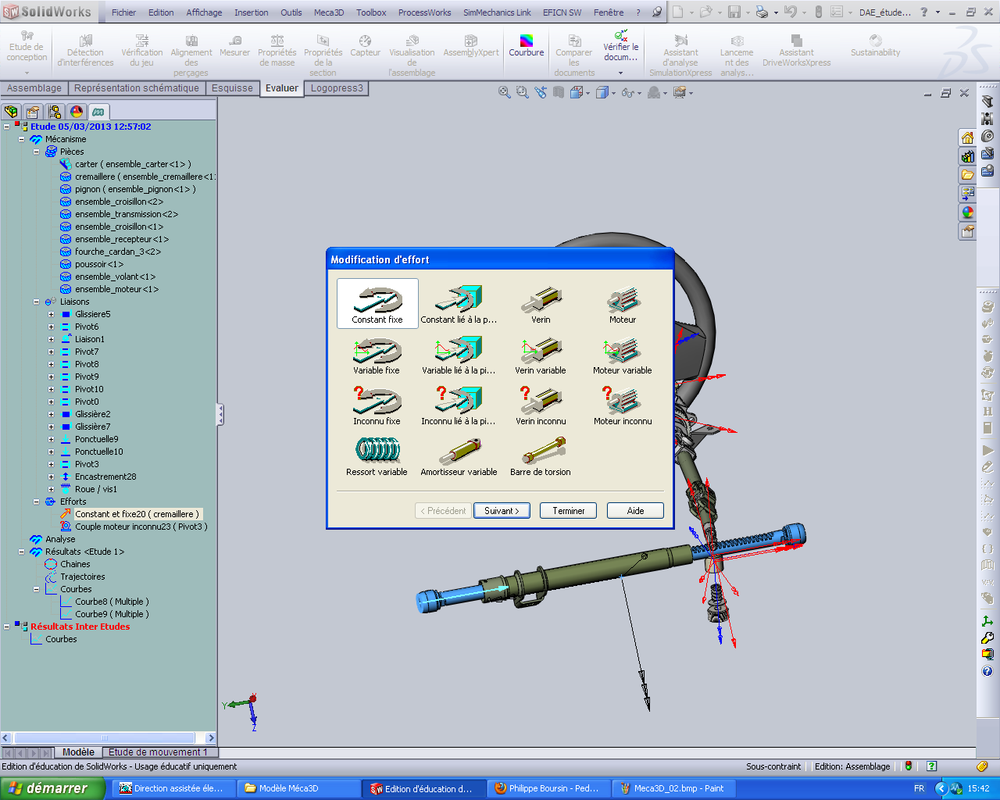 SolidWorks Fichier Edition Affichage Insertion Outils Meca3D Toolbox ProcessWorks SimMechanics Link EFICN SW Fenêtre ? DAE_étude... ?
Etude de conception
Détection d'interférences
Vérification du jeu
Alignement des perçages
Mesurer
Propriétés de masse
Propriétés de la section
Capteur
Visualisation de l'assemblage
AssemblyXpert
Courbure
Comparer les documents
Vérifier le docum...
Assistant d'analyse SimulationXpress
Lanceme nt des analys...
Assistant DriveWorksXpress
Sustainability
Assemblage Représentation schématique Esquisse Evaluer Logopress3
Etude 05/03/2013 12:57:02
Mécanisme
Pièces
carter ( ensemble_carter<1> )
cremaillere ( ensemble_cremaillere<1
pignon ( ensemble_pignon<1> )
ensemble_croisillon<2>
ensemble_transmission<2>
ensemble_croisillon<1>
ensemble_recepteur<1>
fourche_cardan_3<2>
poussoir<1>
ensemble_volant<1>
ensemble_moteur<1>
Liaisons
Glissiere5
Pivot6
Liaison1
Pivot7
Pivot8
Pivot9
Pivot10
Pivot0
Glissière2
Glissière7
Ponctuelle9
Ponctuelle10
Pivot3
Encastrement28
Roue / vis1
Efforts
Constant et fixe20 ( cremaillere )
Couple moteur inconnu23 ( Pivot3 )
Analyse
Résultats <Etude 1>
Chaines
Trajectoires
Courbes
Courbe8 ( Multiple )
Courbe9 ( Multiple )
Résultats Inter Etudes
Courbes
Modification d'effort
Constant fixe Constant lié à la p... Verin Moteur
Variable fixe Variable lié à la pi... Verin variable Moteur variable
Inconnu fixe Inconnu lié à la pi... Verin inconnu Moteur inconnu
Ressort variable Amortisseur variable Barre de torsion
< Précédent Suivant > Terminer Aide
Y
Z
Modèle Etude de mouvement 1
Edition d'éducation de SolidWorks - Usage éducatif uniquement Sous-contraint Edition: Assemblage
démarrer Direction assistée éle... Modèle Méca3D Edition d'éducation d... Philippe Boursin - Ped... Meca3D_02.bmp - Paint FR 15:42